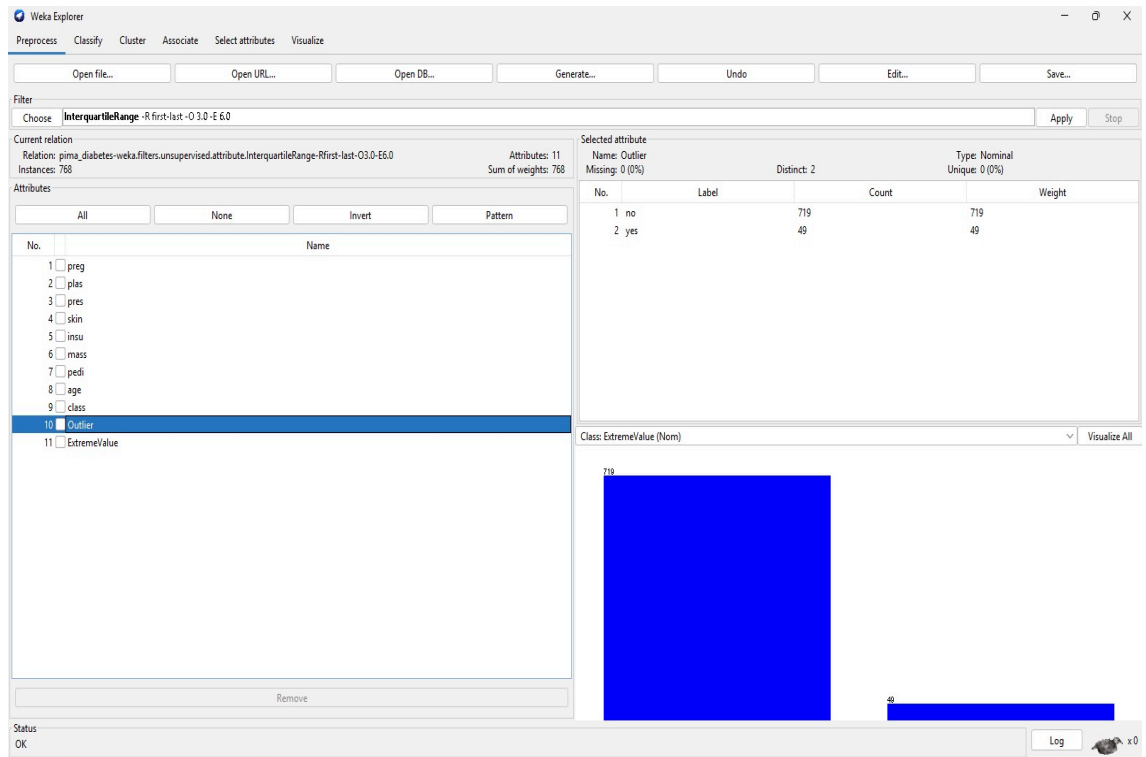 Weka Explorer
Preprocess Classify Cluster Associate Select attributes Visualize
Open file... Open URL... Open DB... Generate... Undo Edit... Save...
Filter
Choose InterquartileRange -R first-last -O 3.0 -E 6.0 Apply Stop
Current relation
Relation: pima_diabetes-weka.filters.unsupervised.attribute.InterquartileRange-Rfirst-last-O3.0-E6.0 Attributes: 11
Instances: 768 Sum of weights: 768
Attributes
All None Invert Pattern
No. Name
1 preg
2 plas
3 pres
4 skin
5 insu
6 mass
7 pedi
8 age
9 class
10 Outlier
11 ExtremeValue
Remove
Selected attribute
Name: Outlier Type: Nominal
Missing: 0 (0%) Distinct: 2 Unique: 0 (0%)
No. Label Count Weight
1 no 719 719
2 yes 49 49
Class: ExtremeValue (Nom) Visualize All
719
49
Status
OK Log x 0